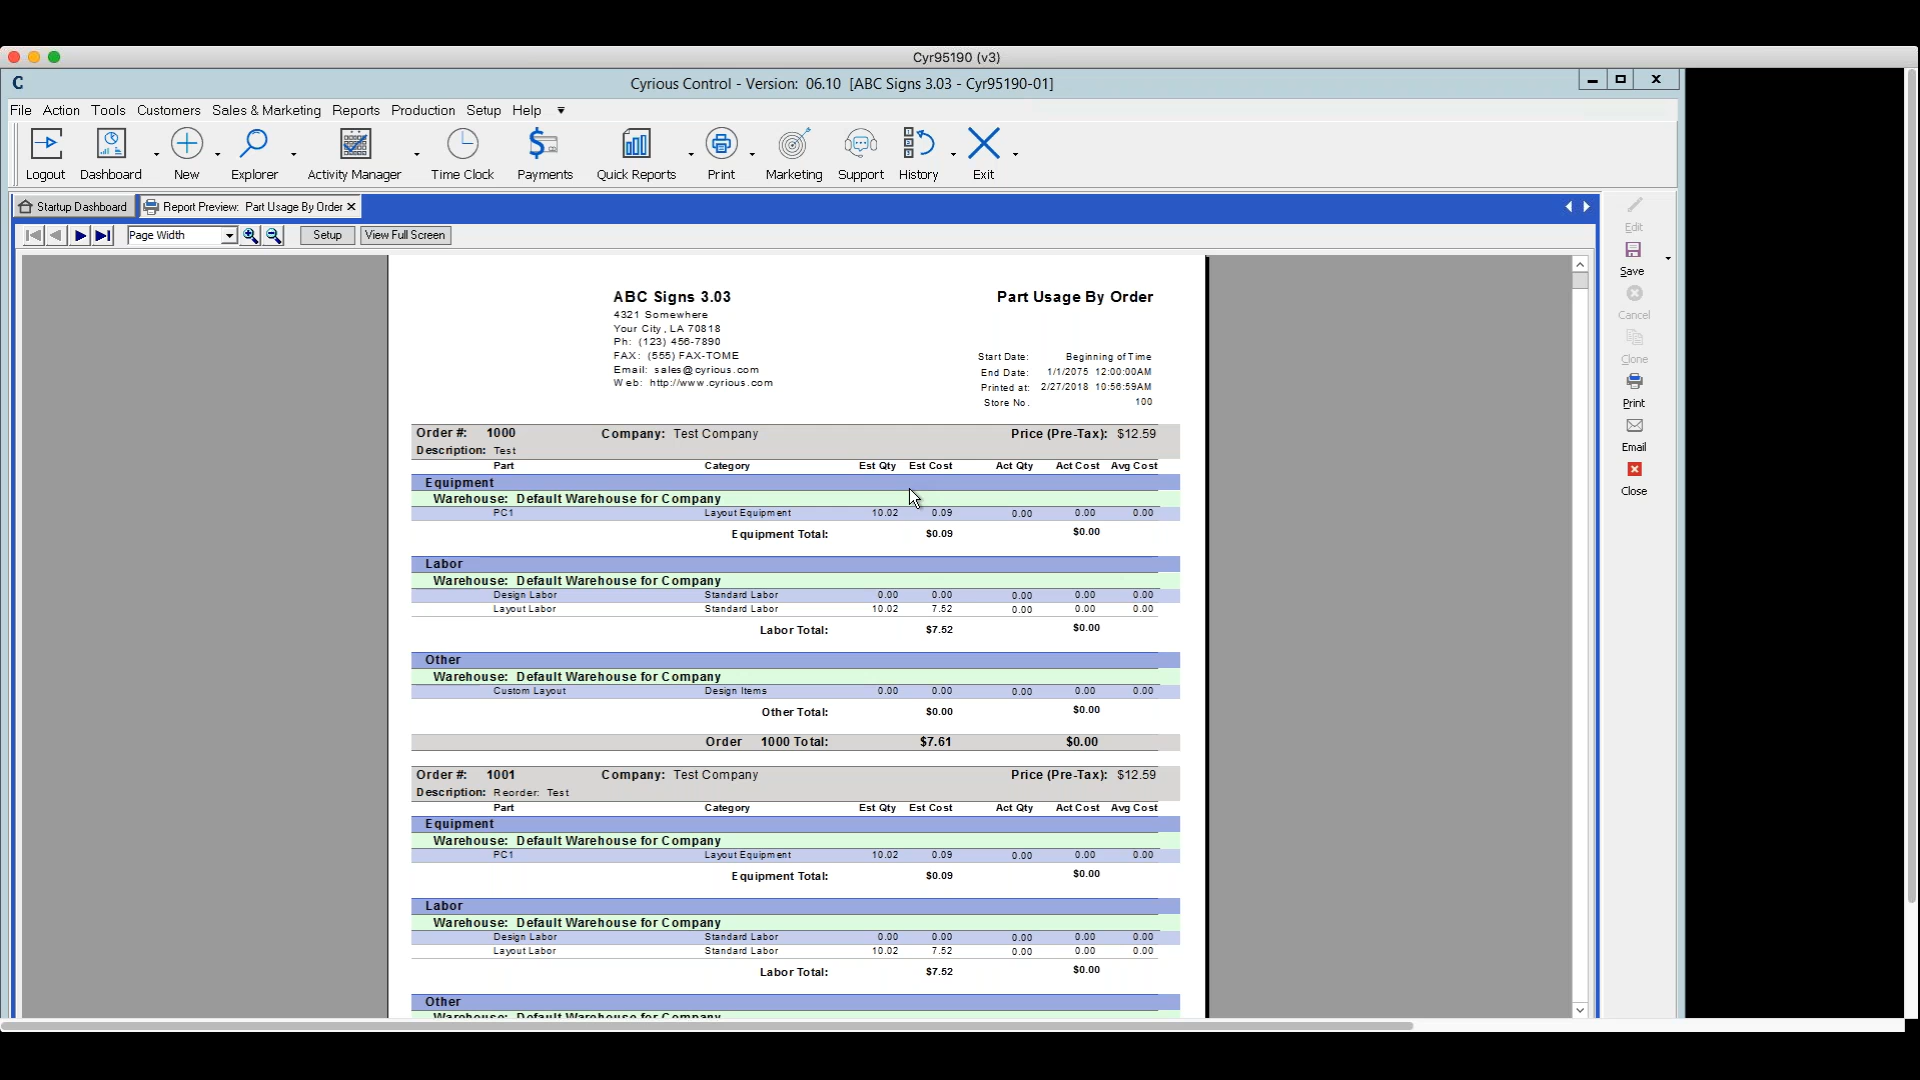 Cyr95190 (v3)
C Cyrious Control - Version: 06.10 [ABC Signs 3.03 - Cyr95190-01]
File Action Tools Customers Sales & Marketing Reports Production Setup Help
Logout Dashboard New Explorer Activity Manager Time Clock Payments Quick Reports Print Marketing Support History Exit
Startup Dashboard Report Preview: Part Usage By Order
Page Width Setup View Full Screen
Edit
Save
Cancel
Clone
Print
Email
Close
ABC Signs 3.03 Part Usage By Order
4321 Somewhere
Your City, LA 70818
Ph: (123) 456-7890
FAX: (555) FAX-TOME
Email: sales@cyrious.com
Web: http://www.cyrious.com
Start Date: Beginning of Time
End Date: 1/1/2075 12:00:00AM
Printed at: 2/27/2018 10:56:59AM
Store No. 100
Order #: 1000 Company: Test Company Price (Pre-Tax): $12.59
Description: Test
Part Category Est Qty Est Cost Act Qty Act Cost Avg Cost
Equipment
Warehouse: Default Warehouse for Company
PC1 Layout Equipment 10.02 0.09 0.00 0.00 0.00
Equipment Total: $0.09 $0.00
Labor
Warehouse: Default Warehouse for Company
Design Labor Standard Labor 0.00 0.00 0.00 0.00 0.00
Layout Labor Standard Labor 10.02 7.52 0.00 0.00 0.00
Labor Total: $7.52 $0.00
Other
Warehouse: Default Warehouse for Company
Custom Layout Design Items 0.00 0.00 0.00 0.00 0.00
Other Total: $0.00 $0.00
Order 1000 Total: $7.61 $0.00
Order #: 1001 Company: Test Company Price (Pre-Tax): $12.59
Description: Reorder: Test
Part Category Est Qty Est Cost Act Qty Act Cost Avg Cost
Equipment
Warehouse: Default Warehouse for Company
PC1 Layout Equipment 10.02 0.09 0.00 0.00 0.00
Equipment Total: $0.09 $0.00
Labor
Warehouse: Default Warehouse for Company
Design Labor Standard Labor 0.00 0.00 0.00 0.00 0.00
Layout Labor Standard Labor 10.02 7.52 0.00 0.00 0.00
Labor Total: $7.52 $0.00
Other
Warehouse: Default Warehouse for Company